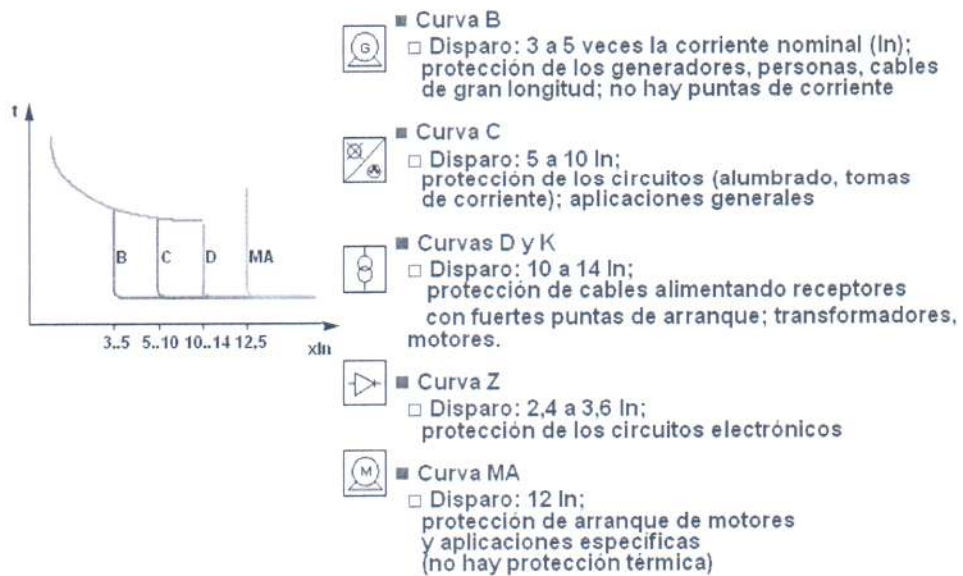 t
B
C
D
MA
3..5
5..10
10..14
12,5
xIn
G
■ Curva B
□ Disparo: 3 a 5 veces la corriente nominal (In);
protección de los generadores, personas, cables
de gran longitud; no hay puntas de corriente
■ Curva C
□ Disparo: 5 a 10 In;
protección de los circuitos (alumbrado, tomas
de corriente); aplicaciones generales
■ Curvas D y K
□ Disparo: 10 a 14 In;
protección de cables alimentando receptores
con fuertes puntas de arranque; transformadores,
motores.
■ Curva Z
□ Disparo: 2,4 a 3,6 In;
protección de los circuitos electrónicos
M
■ Curva MA
□ Disparo: 12 In;
protección de arranque de motores
y aplicaciones específicas
(no hay protección térmica)